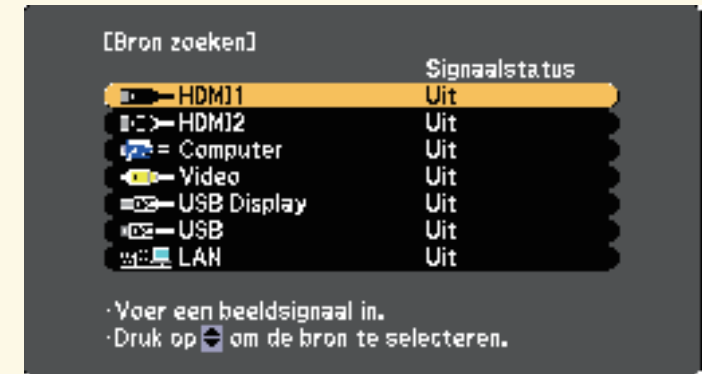 [Bron zoeken]
Signaalstatus
HDMI1 Uit
HDMI2 Uit
Computer Uit
Video Uit
USB Display Uit
USB Uit
LAN Uit
·Voer een beeldsignaal in.
·Druk op om de bron te selecteren.